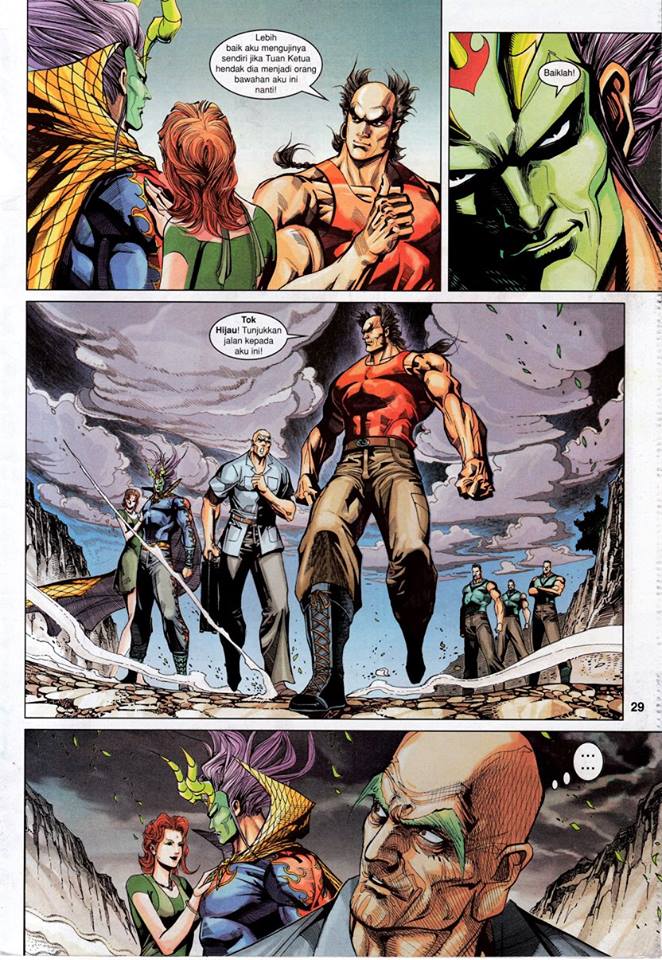 Lebih
baik aku mengujinya
sendiri jika Tuan Ketua
hendak dia menjadi orang
bawahan aku ini
nanti!
Baiklah!
Tok
Hijau! Tunjukkan
jalan kepada
aku ini!
29
...
...